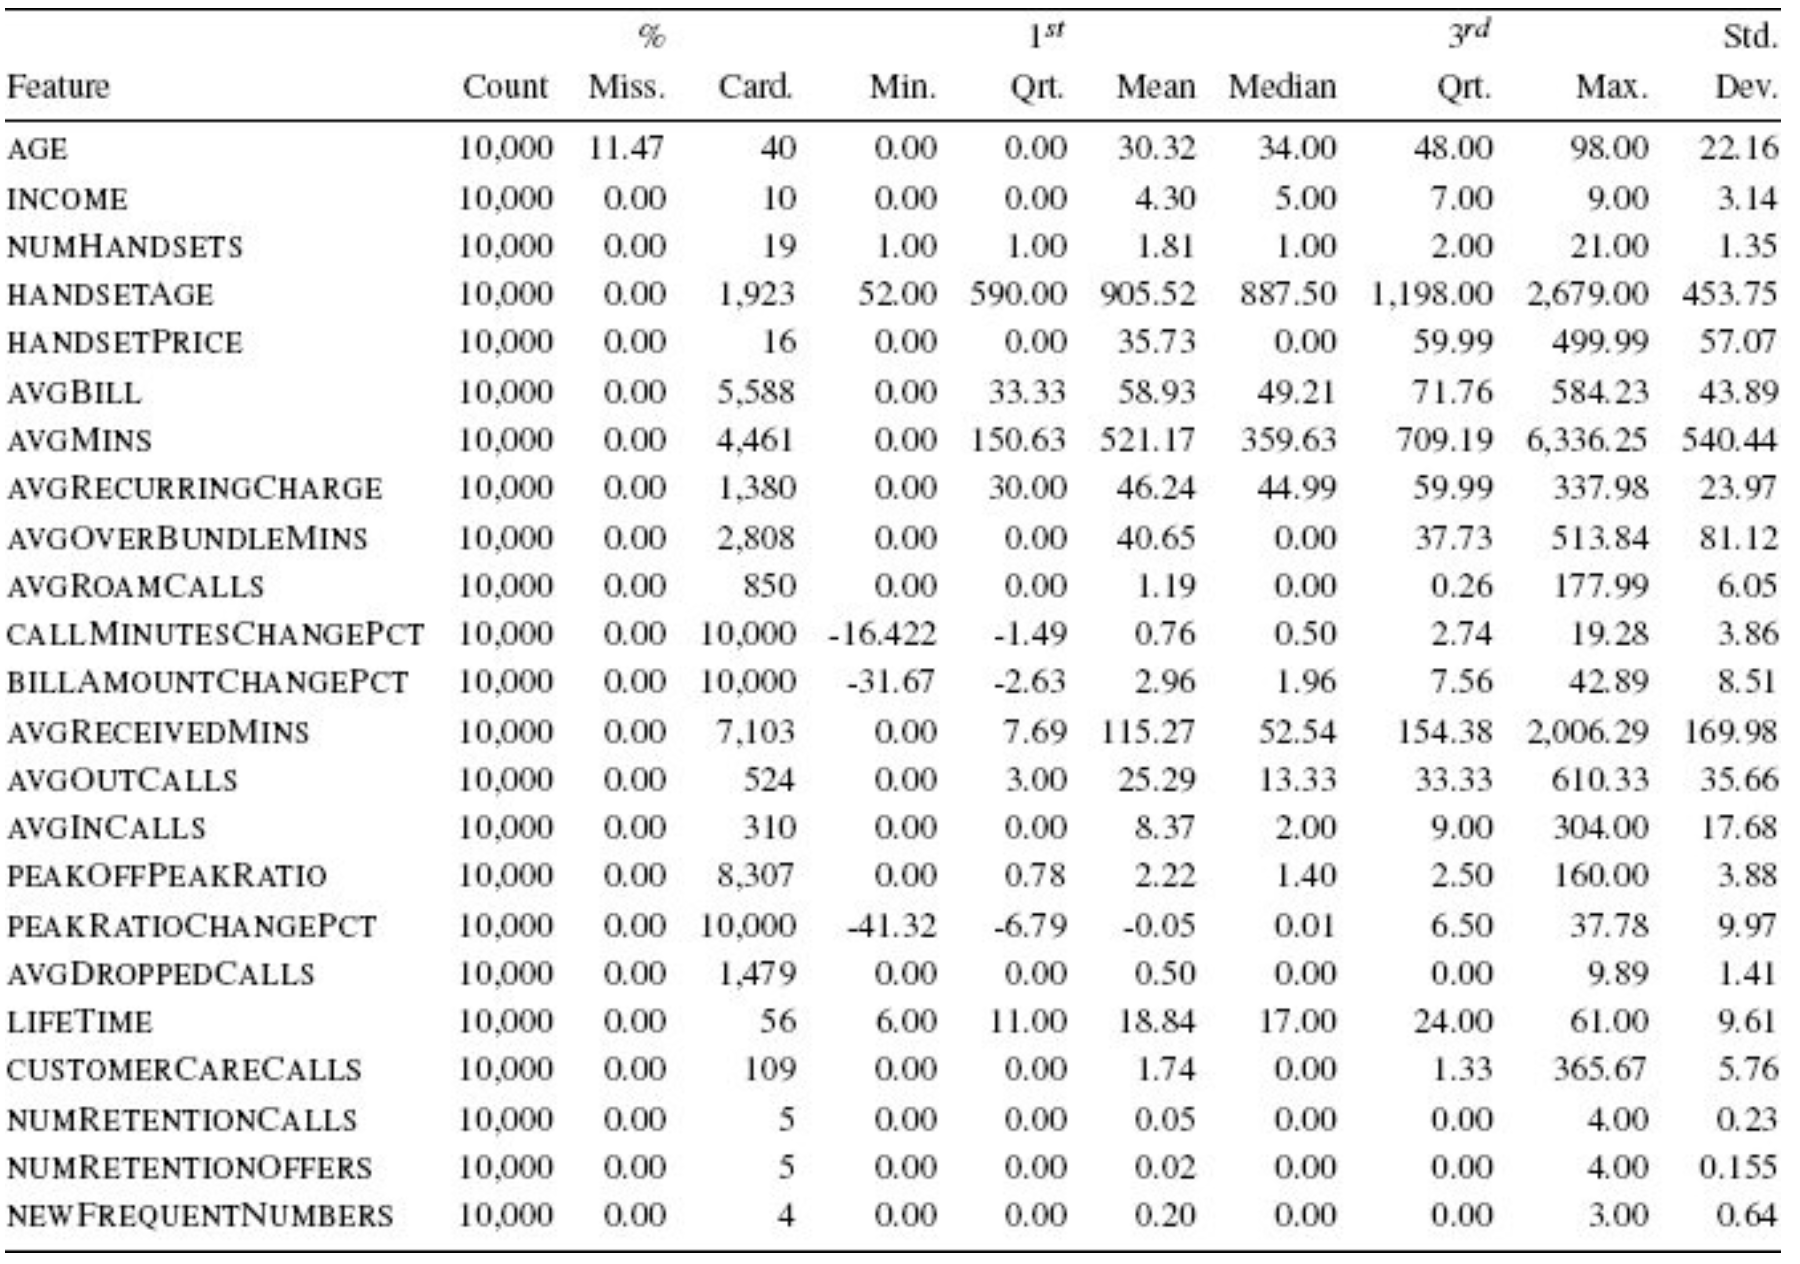 % 1st 3rd Std.
Feature Count Miss. Card. Min. Qrt. Mean Median Qrt. Max. Dev.
AGE 10,000 11.47 40 0.00 0.00 30.32 34.00 48.00 98.00 22.16
INCOME 10,000 0.00 10 0.00 0.00 4.30 5.00 7.00 9.00 3.14
NUMHANDSETS 10,000 0.00 19 1.00 1.00 1.81 1.00 2.00 21.00 1.35
HANDSETAGE 10,000 0.00 1,923 52.00 590.00 905.52 887.50 1,198.00 2,679.00 453.75
HANDSETPRICE 10,000 0.00 16 0.00 0.00 35.73 0.00 59.99 499.99 57.07
AVGBILL 10,000 0.00 5,588 0.00 33.33 58.93 49.21 71.76 584.23 43.89
AVGMINS 10,000 0.00 4,461 0.00 150.63 521.17 359.63 709.19 6,336.25 540.44
AVGRECURRINGCHARGE 10,000 0.00 1,380 0.00 30.00 46.24 44.99 59.99 337.98 23.97
AVGOVERBUNDLEMINS 10,000 0.00 2,808 0.00 0.00 40.65 0.00 37.73 513.84 81.12
AVGROAMCALLS 10,000 0.00 850 0.00 0.00 1.19 0.00 0.26 177.99 6.05
CALLMINUTESCHANGEPCT 10,000 0.00 10,000 -16.422 -1.49 0.76 0.50 2.74 19.28 3.86
BILLAMOUNTCHANGEPCT 10,000 0.00 10,000 -31.67 -2.63 2.96 1.96 7.56 42.89 8.51
AVGRECEIVEDMINS 10,000 0.00 7,103 0.00 7.69 115.27 52.54 154.38 2,006.29 169.98
AVGOUTCALLS 10,000 0.00 524 0.00 3.00 25.29 13.33 33.33 610.33 35.66
AVGINCALLS 10,000 0.00 310 0.00 0.00 8.37 2.00 9.00 304.00 17.68
PEAKOFFPEAKRATIO 10,000 0.00 8,307 0.00 0.78 2.22 1.40 2.50 160.00 3.88
PEAKRATIOCHANGEPCT 10,000 0.00 10,000 -41.32 -6.79 -0.05 0.01 6.50 37.78 9.97
AVGDROPPEDCALLS 10,000 0.00 1,479 0.00 0.00 0.50 0.00 0.00 9.89 1.41
LIFETIME 10,000 0.00 56 6.00 11.00 18.84 17.00 24.00 61.00 9.61
CUSTOMERCARECALLS 10,000 0.00 109 0.00 0.00 1.74 0.00 1.33 365.67 5.76
NUMRETENTIONCALLS 10,000 0.00 5 0.00 0.00 0.05 0.00 0.00 4.00 0.23
NUMRETENTIONOFFERS 10,000 0.00 5 0.00 0.00 0.02 0.00 0.00 4.00 0.155
NEWFREQUENTNUMBERS 10,000 0.00 4 0.00 0.00 0.20 0.00 0.00 3.00 0.64